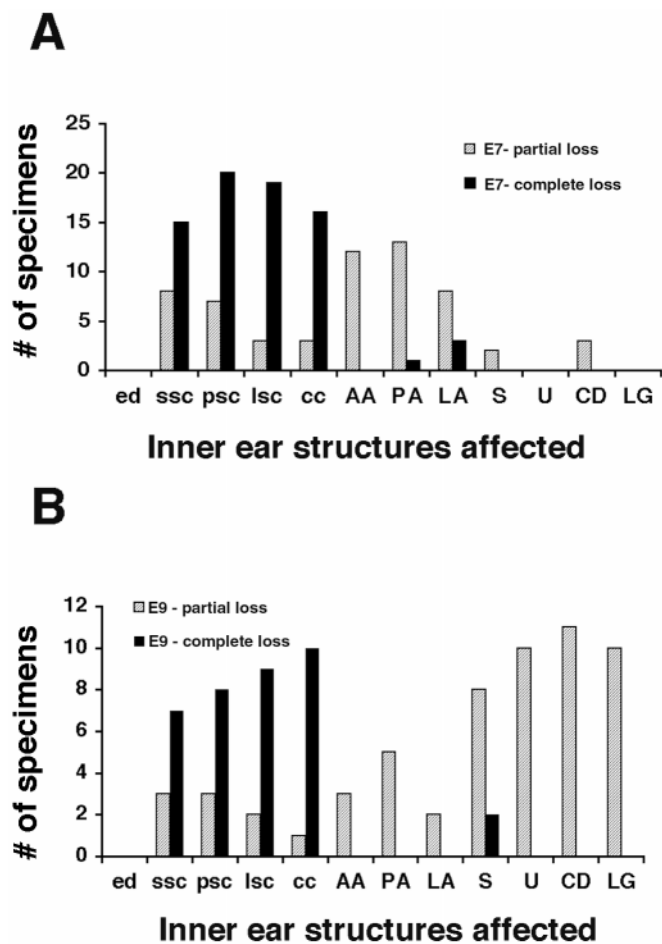 A
25
20
15
10
5
0
# of specimens
E7- partial loss
E7- complete loss
ed ssc psc lsc cc AA PA LA S U CD LG
Inner ear structures affected
B
12
10
8
6
4
2
0
# of specimens
E9 - partial loss
E9 - complete loss
ed ssc psc lsc cc AA PA LA S U CD LG
Inner ear structures affected